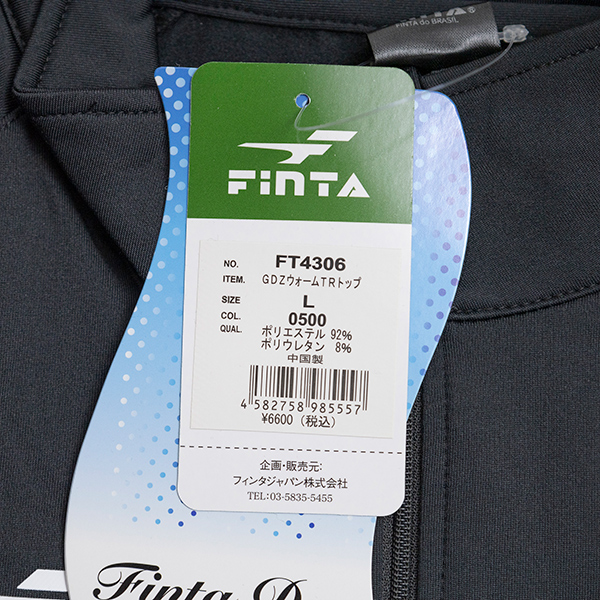 FINTA do BRASIL
FiNTA
NO. FT4306
ITEM. GDZウォームTRトップ
SIZE L
COL. 0500
QUAL. ポリエステル 92%
ポリウレタン 8%
中国製
4 582758 985557
¥6600(税込)
企画・販売元:
フィンタジャパン株式会社
TEL:03-5835-5455
Finta D